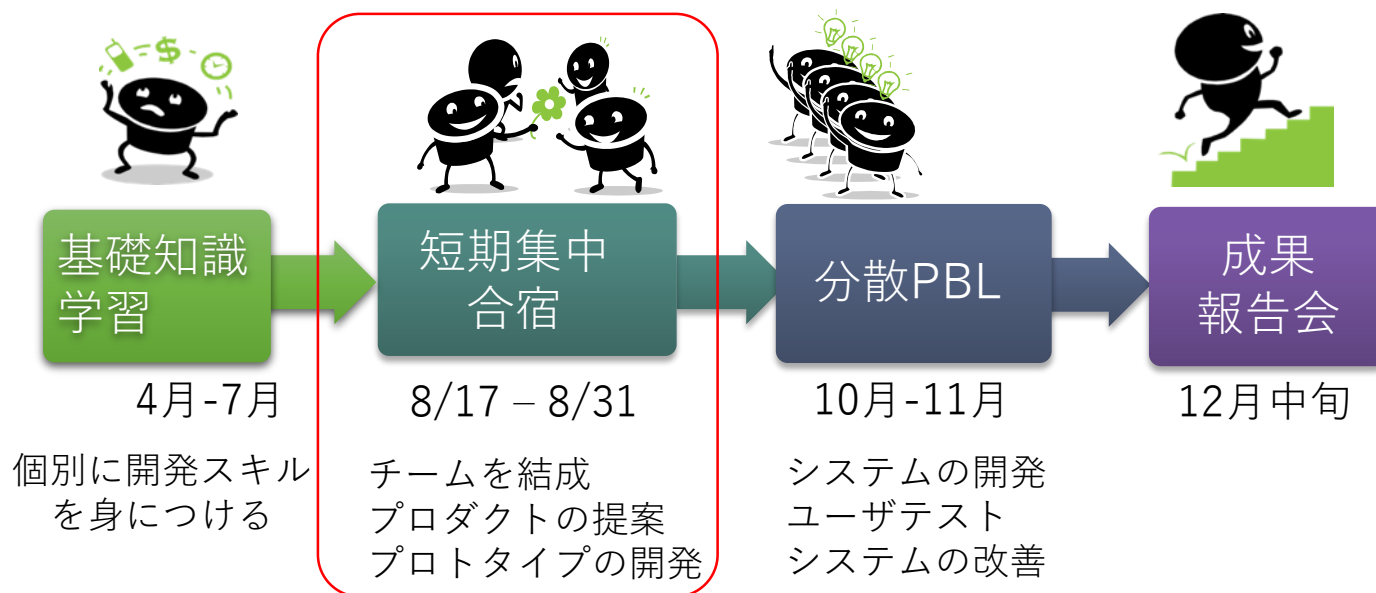 基礎知識
学習
短期集中
合宿
分散PBL
成果
報告会
4月-7月
8/17 – 8/31
10月-11月
12月中旬
個別に開発スキル
を身につける
チームを結成
プロダクトの提案
プロトタイプの開発
システムの開発
ユーザテスト
システムの改善